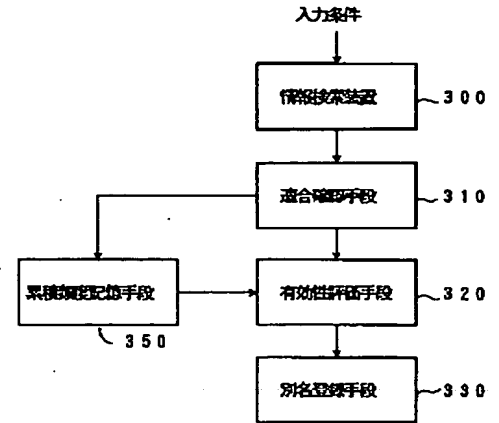 入力条件
情報検索装置
300
適合確認手段
310
累積頻度記憶手段
350
有効性評価手段
320
別名登録手段
330